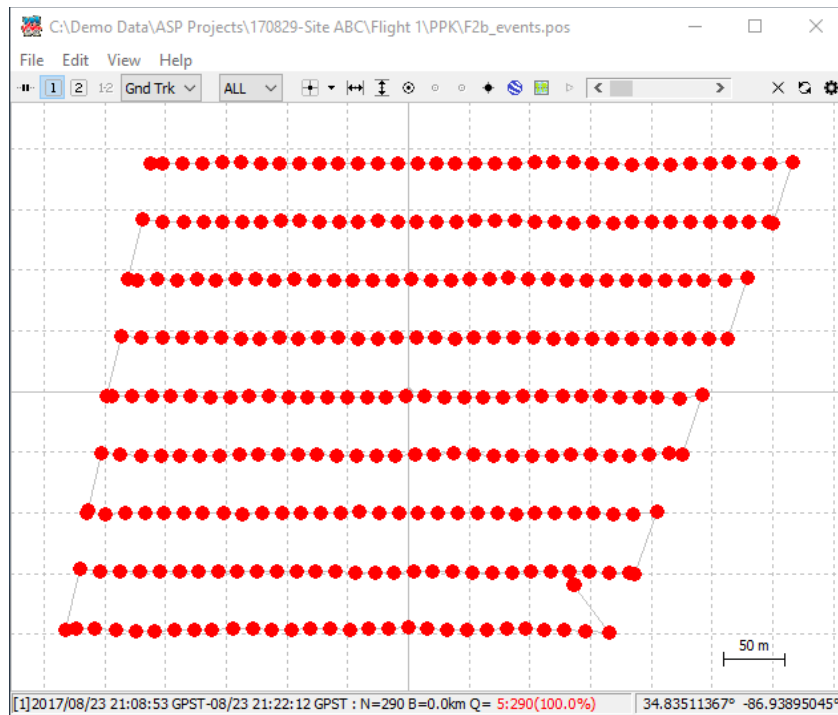 C:\Demo Data\ASP Projects\170829-Site ABC\Flight 1\PPK\F2b_events.pos
File Edit View Help
1 2 1-2 Gnd Trk ALL
50 m
[1]2017/08/23 21:08:53 GPST-08/23 21:22:12 GPST : N=290 B=0.0km Q= 5:290(100.0%) 34.83511367° -86.93895045°